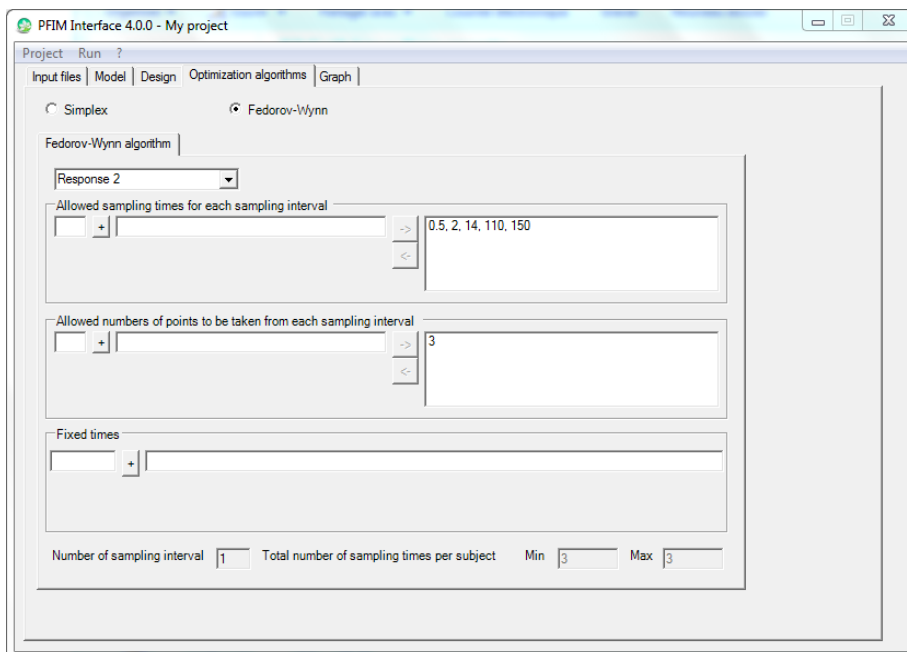 PFIM Interface 4.0.0 - My project
Project Run ?
Input files Model Design Optimization algorithms Graph
Simplex Fedorov-Wynn
Fedorov-Wynn algorithm
Response 2
Allowed sampling times for each sampling interval
+ -> 0.5, 2, 14, 110, 150
<-
Allowed numbers of points to be taken from each sampling interval
+ -> 3
<-
Fixed times
+
Number of sampling interval 1 Total number of sampling times per subject Min 3 Max 3